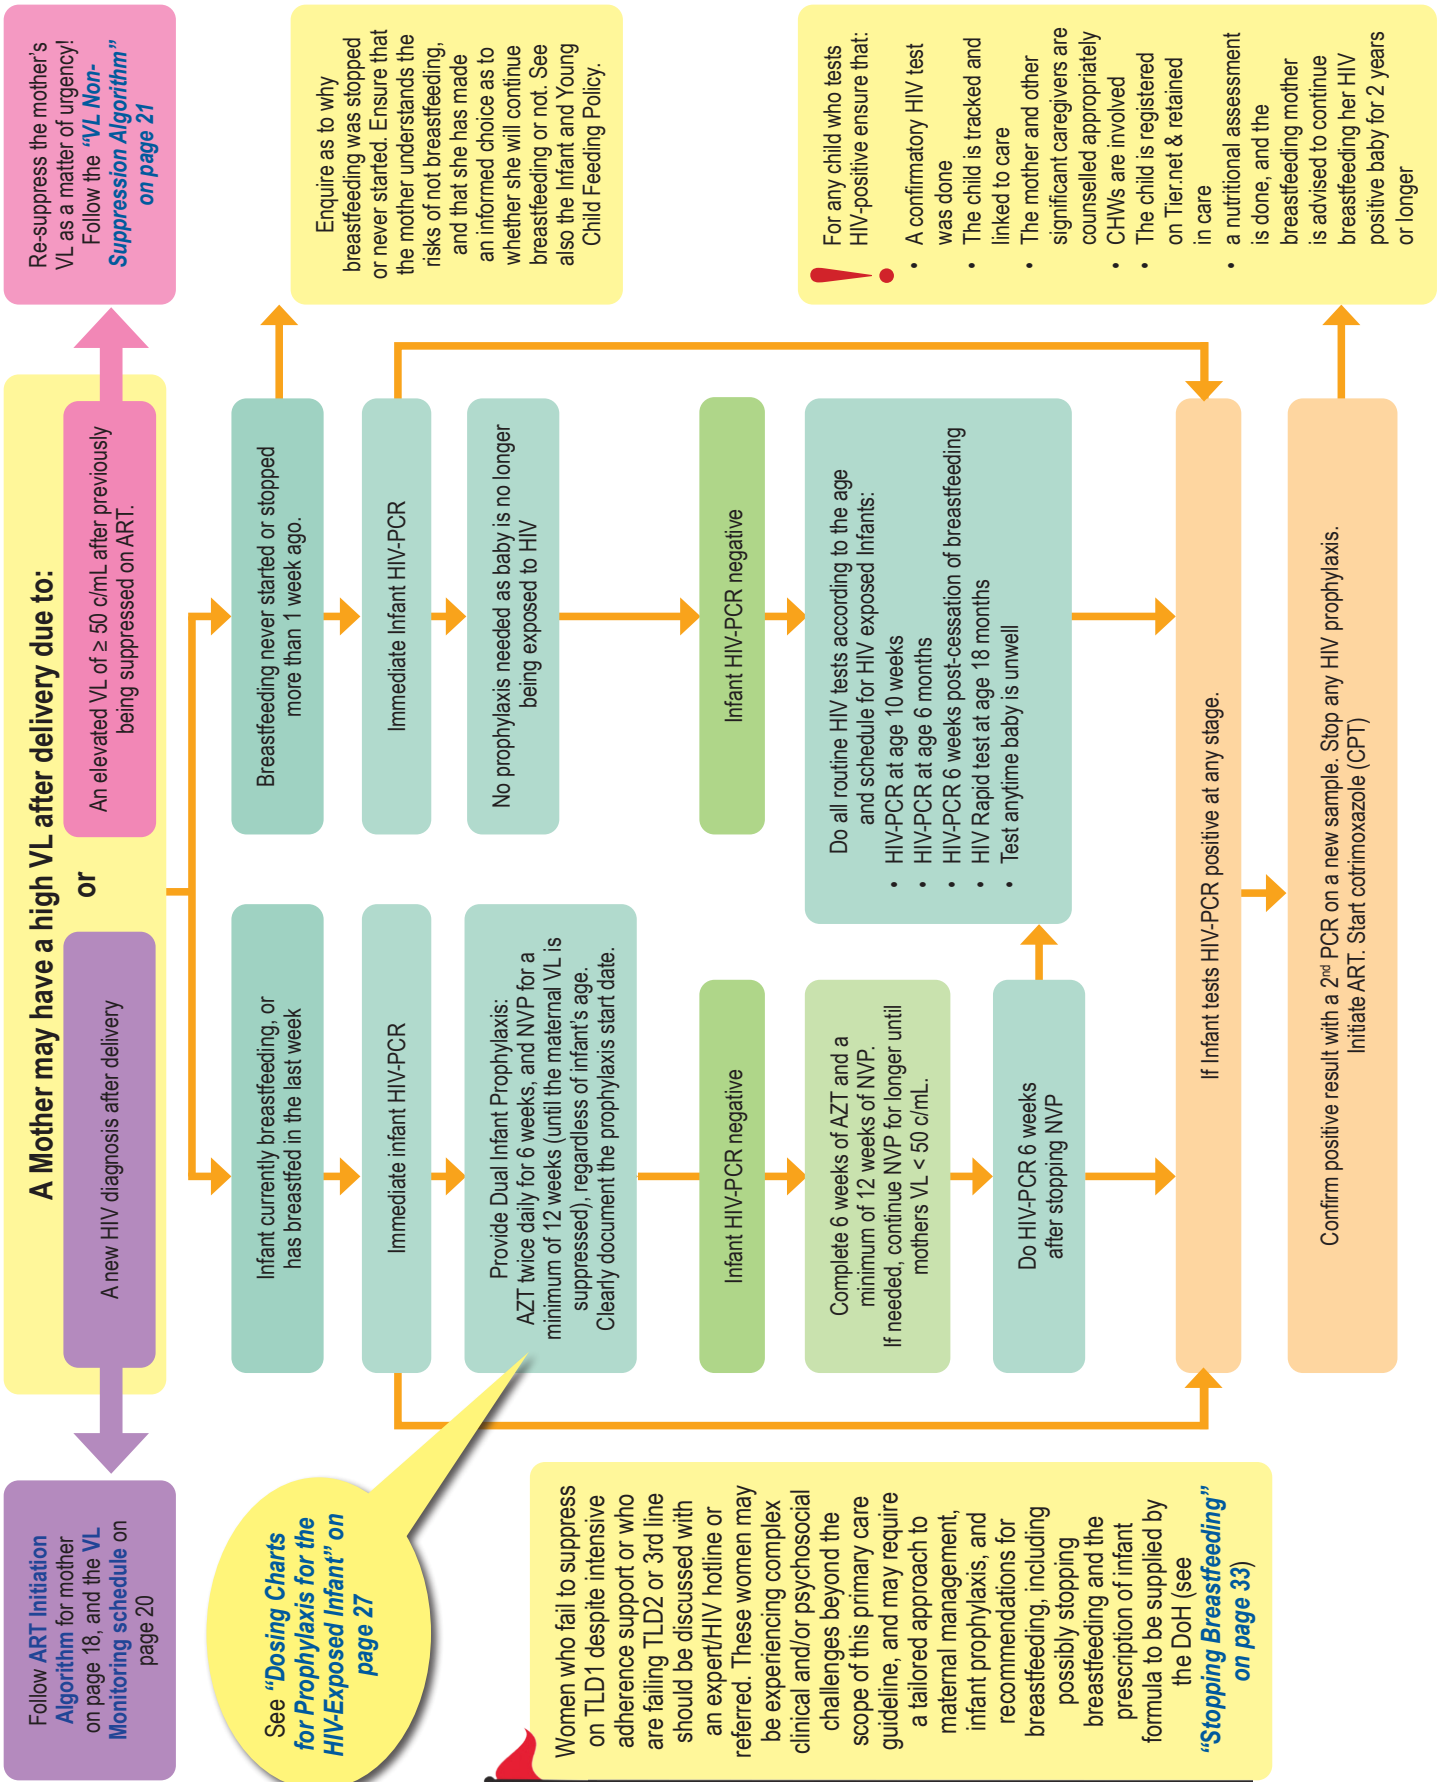 Follow ART Initiation
Algorithm for mother
on page 18, and the VL
Monitoring schedule on
page 20
A Mother may have a high VL after delivery due to:
A new HIV diagnosis after delivery
or
An elevated VL of ≥ 50 c/mL after previously
being suppressed on ART.
Re-suppress the mother’s
VL as a matter of urgency!
Follow the “VL Non-
Suppression Algorithm”
on page 21
See “Dosing Charts
for Prophylaxis for the
HIV-Exposed Infant” on
page 27
Infant currently breastfeeding, or
has breastfed in the last week
Immediate infant HIV-PCR
Provide Dual Infant Prophylaxis:
AZT twice daily for 6 weeks, and NVP for a
minimum of 12 weeks (until the maternal VL is
suppressed), regardless of infant’s age.
Clearly document the prophylaxis start date.
Infant HIV-PCR negative
Complete 6 weeks of AZT and a
minimum of 12 weeks of NVP.
If needed, continue NVP for longer until
mothers VL < 50 c/mL.
Do HIV-PCR 6 weeks
after stopping NVP
Breastfeeding never started or stopped
more than 1 week ago.
Immediate Infant HIV-PCR
No prophylaxis needed as baby is no longer
being exposed to HIV
Infant HIV-PCR negative
Do all routine HIV tests according to the age
and schedule for HIV exposed Infants:
• HIV-PCR at age 10 weeks
• HIV-PCR at age 6 months
• HIV-PCR 6 weeks post-cessation of breastfeeding
• HIV Rapid test at age 18 months
• Test anytime baby is unwell
Enquire as to why
breastfeeding was stopped
or never started. Ensure that
the mother understands the
risks of not breastfeeding,
and that she has made
an informed choice as to
whether she will continue
breastfeeding or not. See
also the Infant and Young
Child Feeding Policy.
Women who fail to suppress
on TLD1 despite intensive
adherence support or who
are failing TLD2 or 3rd line
should be discussed with
an expert/HIV hotline or
referred. These women may
be experiencing complex
clinical and/or psychosocial
challenges beyond the
scope of this primary care
guideline, and may require
a tailored approach to
maternal management,
infant prophylaxis, and
recommendations for
breastfeeding, including
possibly stopping
breastfeeding and the
prescription of infant
formula to be supplied by
the DoH (see
“Stopping Breastfeeding”
on page 33)
If Infant tests HIV-PCR positive at any stage.
Confirm positive result with a 2nd PCR on a new sample. Stop any HIV prophylaxis.
Initiate ART. Start cotrimoxazole (CPT)
For any child who tests
HIV-positive ensure that:
• A confirmatory HIV test
was done
• The child is tracked and
linked to care
• The mother and other
significant caregivers are
counselled appropriately
• CHWs are involved
• The child is registered
on Tier.net & retained
in care
• a nutritional assessment
is done, and the
breastfeeding mother
is advised to continue
breastfeeding her HIV
positive baby for 2 years
or longer